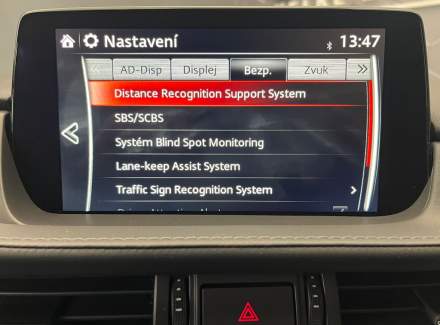 Nastavení 13:47
<< AD-Disp Displej Bezp. Zvuk >>
Distance Recognition Support System
SBS/SCBS
Systém Blind Spot Monitoring
Lane-keep Assist System
Traffic Sign Recognition System